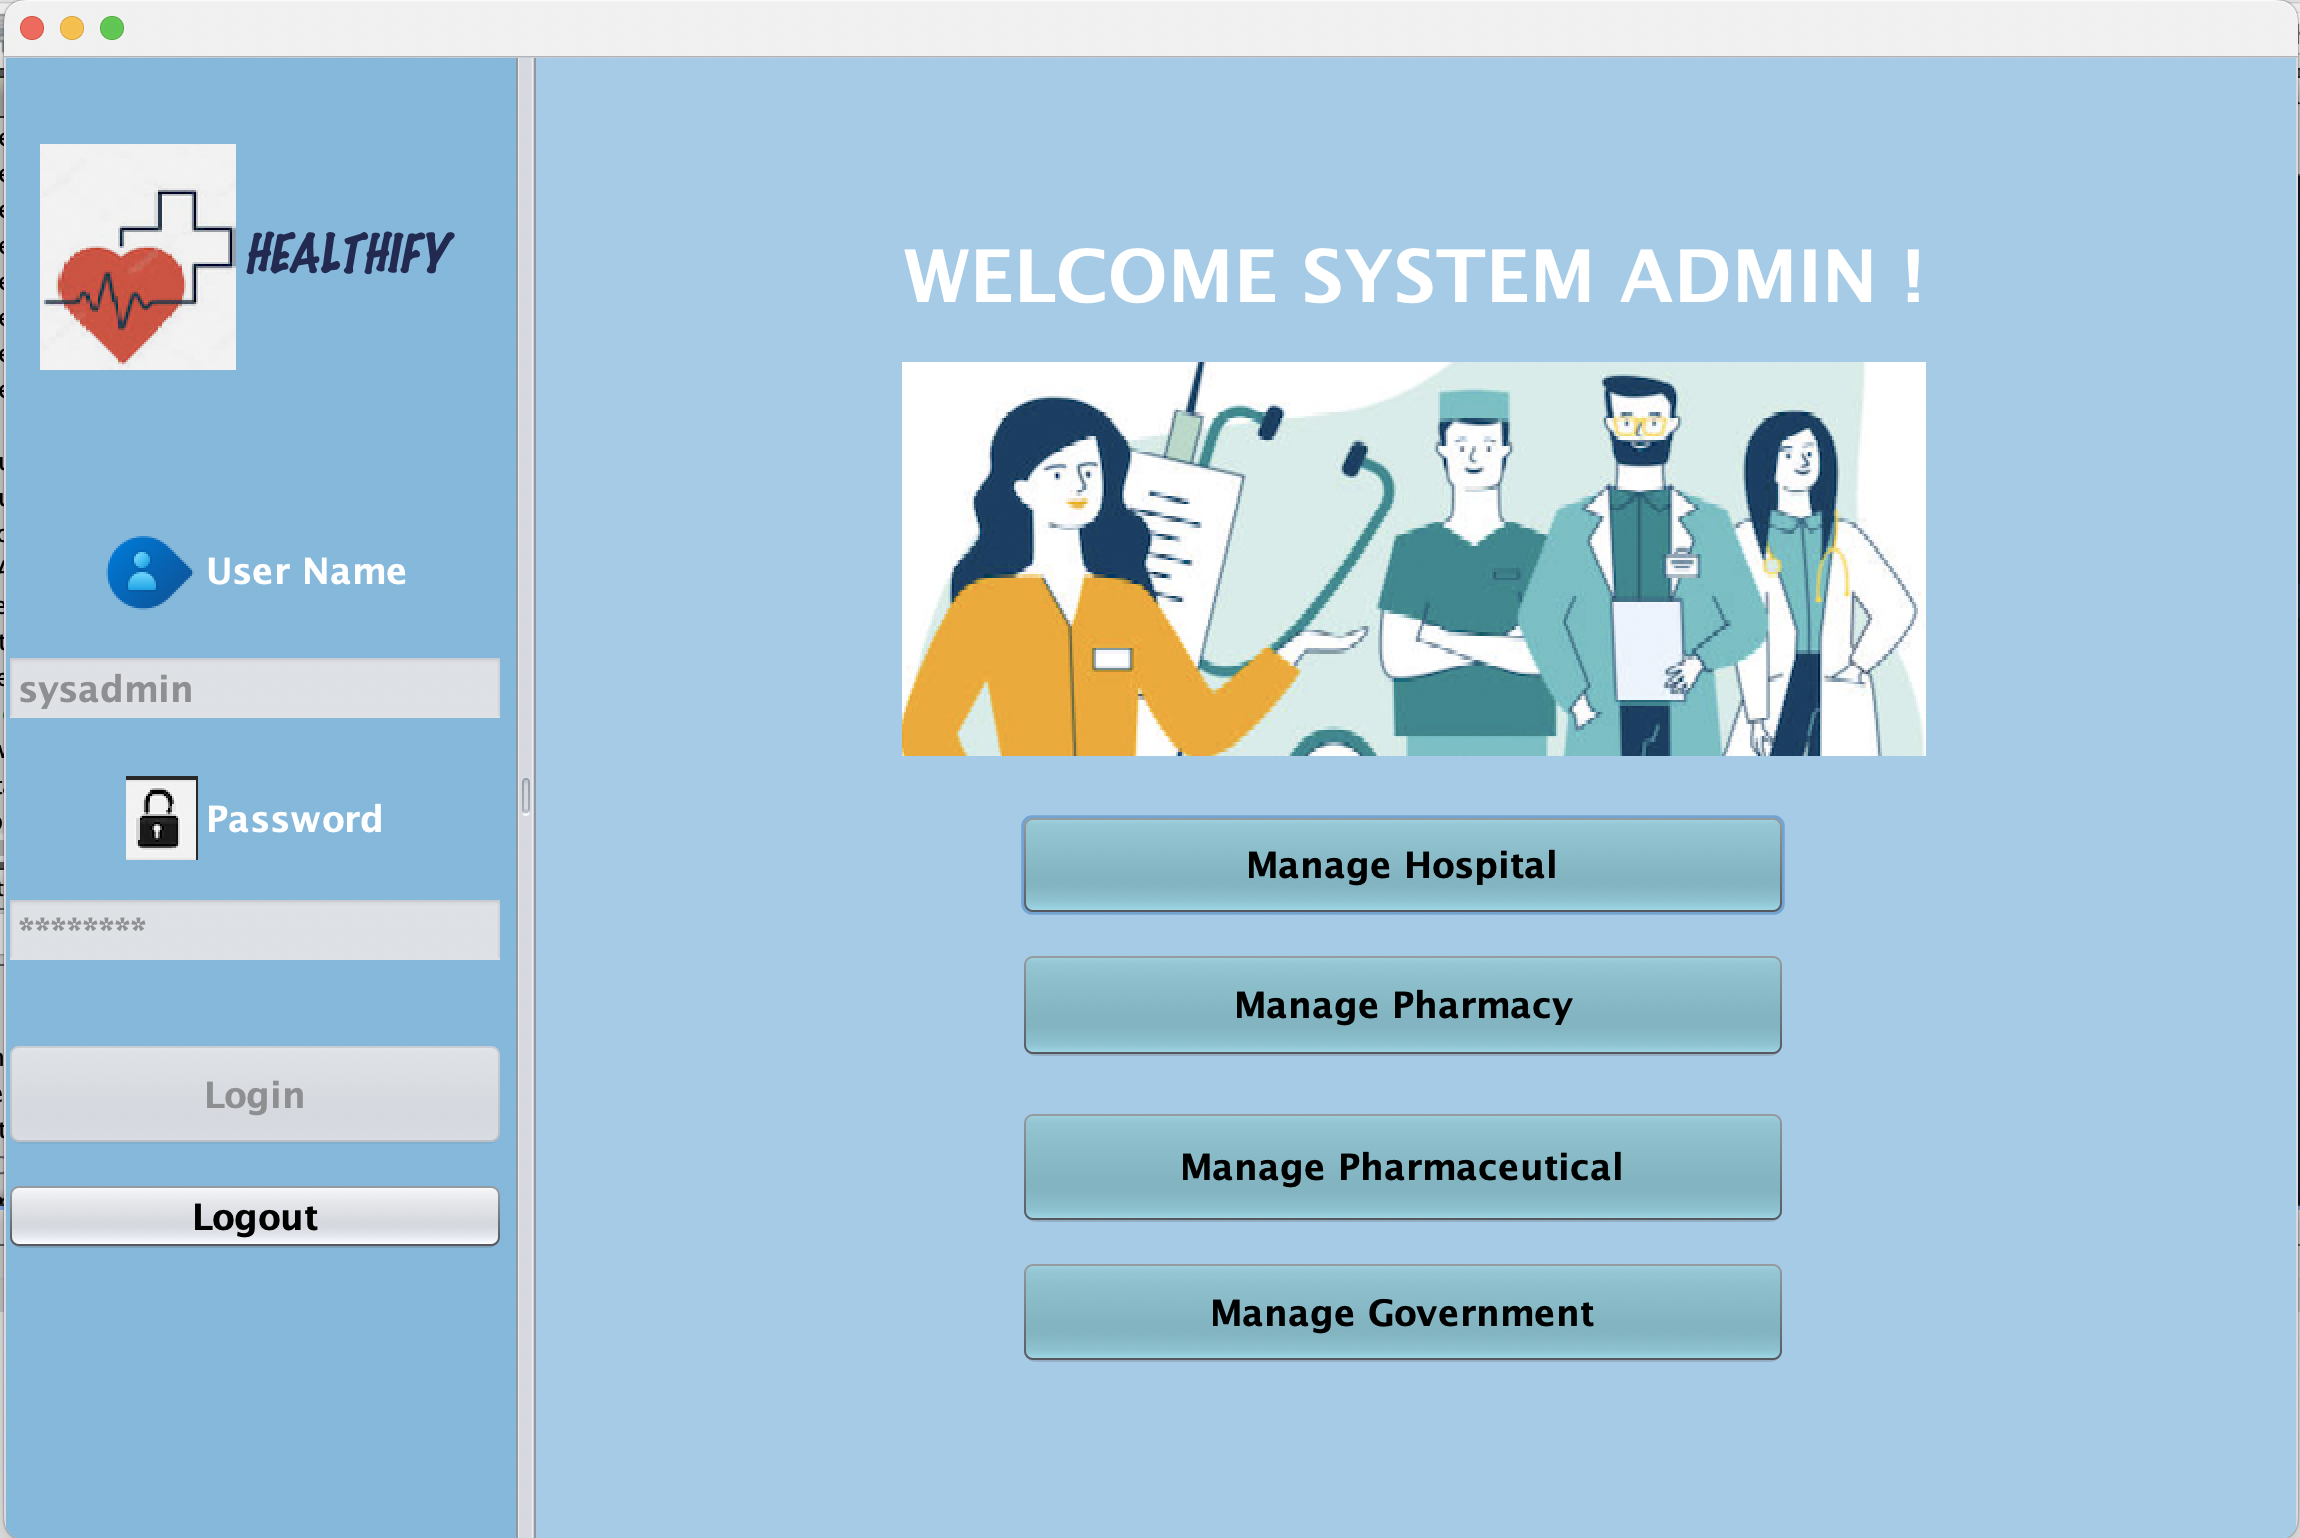 HEALTHIFY
User Name
sysadmin
Password
********
Login
Logout
WELCOME SYSTEM ADMIN !
Manage Hospital
Manage Pharmacy
Manage Pharmaceutical
Manage Government